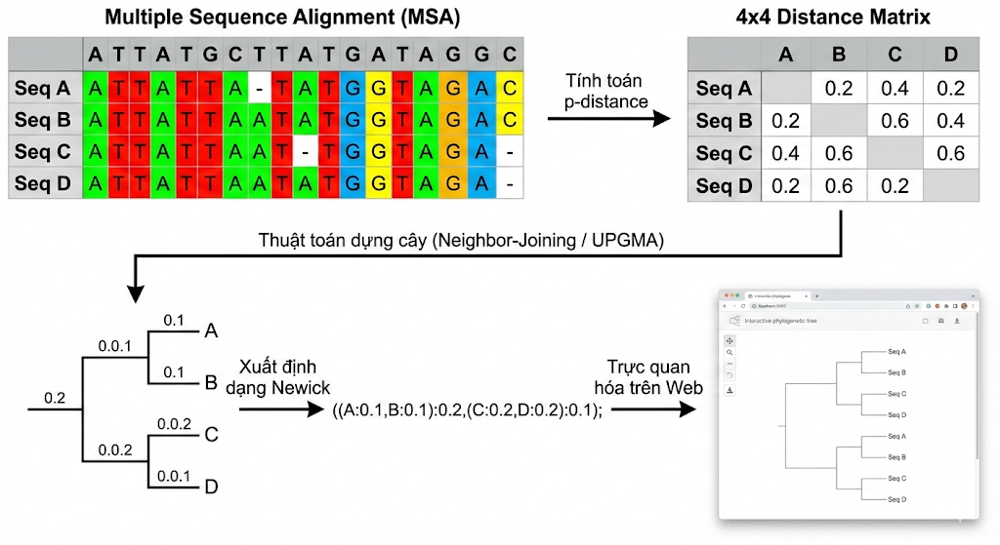 Multiple Sequence Alignment (MSA)
A T T A T G C T T A T G A T A G G C
Seq A A T T A T T A - T A T G G T A G A C
Seq B A T T A T T A A T A T G G T A G A C
Seq C A T T A T T A A T - T G G T A G A -
Seq D A T T A T T A A T A T G G T A G A -
Tính toán
p-distance
4x4 Distance Matrix
A B C D
Seq A 0.2 0.4 0.2
Seq B 0.2 0.6 0.4
Seq C 0.4 0.6 0.6
Seq D 0.2 0.6 0.2
Thuật toán dựng cây (Neighbor-Joining / UPGMA)
0.2
0.0.1
0.1
A
0.1
B
0.0.2
0.0.2
C
0.0.1
D
Xuất định
dạng Newick
((A:0.1,B:0.1):0.2,(C:0.2,D:0.2):0.1);
Trực quan
hóa trên Web
Interactive phylogenetic tree
Seq A
Seq B
Seq C
Seq D
Seq A
Seq B
Seq C
Seq D